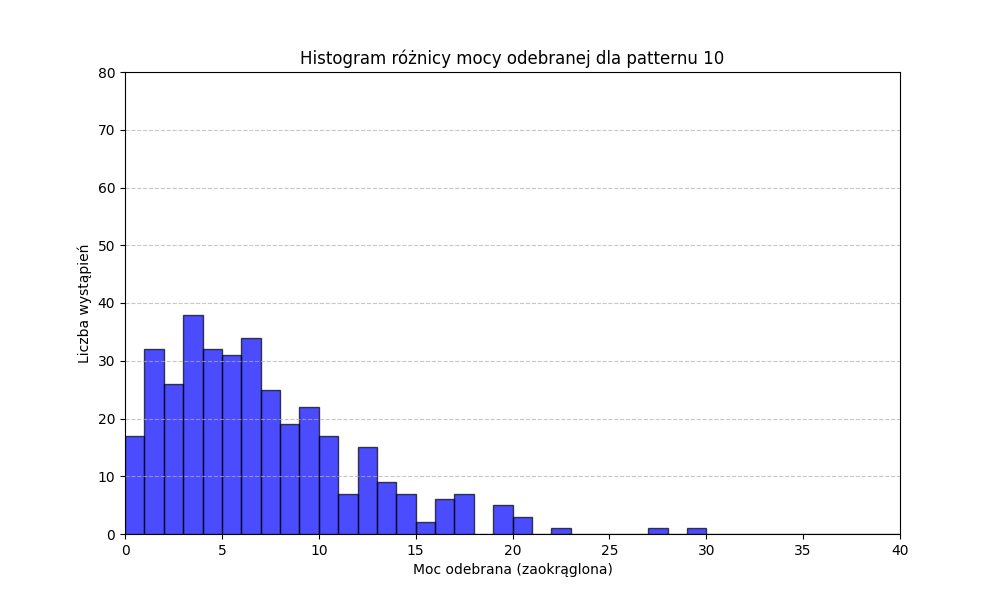 Histogram różnicy mocy odebranej dla patternu 10
80
70
60
50
40
30
20
10
0
Liczba wystąpień
0 5 10 15 20 25 30 35 40
Moc odebrana (zaokrąglona)